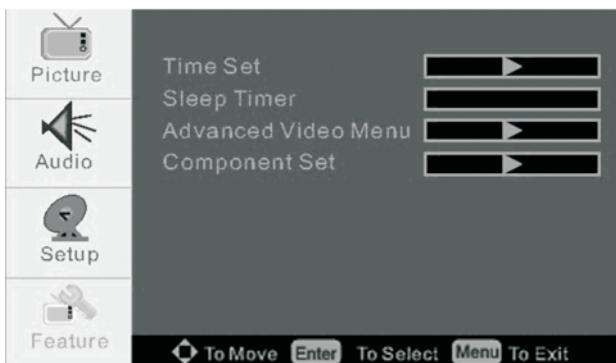 Picture
Audio
Setup
Feature
Time Set
Sleep Timer
Advanced Video Menu
Component Set
To Move Enter To Select Menu To Exit